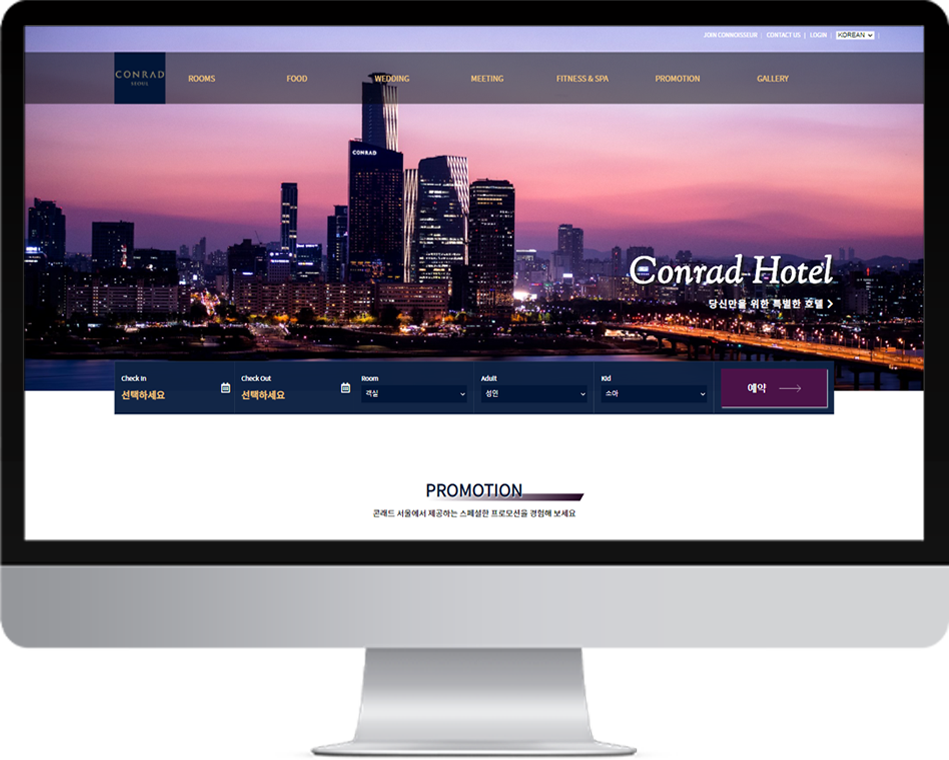 JOIN CONNOISSEUR | CONTACT US | LOGIN | KOREAN
CONRAD
SEOUL
ROOMS FOOD WEDDING MEETING FITNESS & SPA PROMOTION GALLERY
CONRAD
Conrad Hotel
당신만을 위한 특별한 호텔
Check In Check Out Room Adult Kid
선택하세요 선택하세요 객실 성인 소아 예약
PROMOTION
콘래드 서울에서 제공하는 스페셜한 프로모션을 경험해 보세요